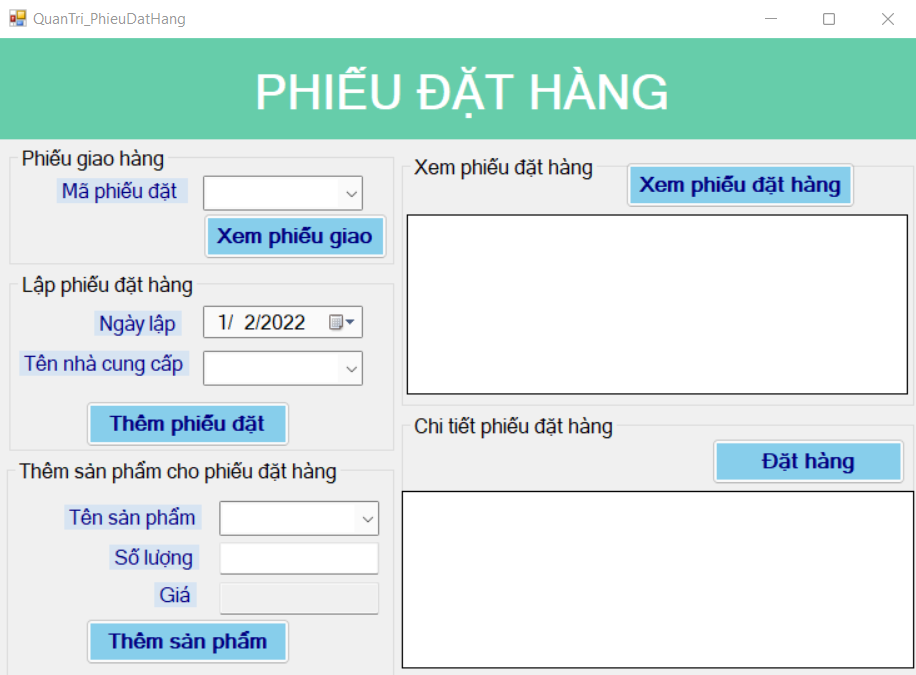 QuanTri_PhieuDatHang
PHIẾU ĐẶT HÀNG
Phiếu giao hàng
Mã phiếu đặt
Xem phiếu giao
Lập phiếu đặt hàng
Ngày lập
1/ 2/2022
Tên nhà cung cấp
Thêm phiếu đặt
Thêm sản phẩm cho phiếu đặt hàng
Tên sản phẩm
Số lượng
Giá
Thêm sản phẩm
Xem phiếu đặt hàng
Xem phiếu đặt hàng
Chi tiết phiếu đặt hàng
Đặt hàng